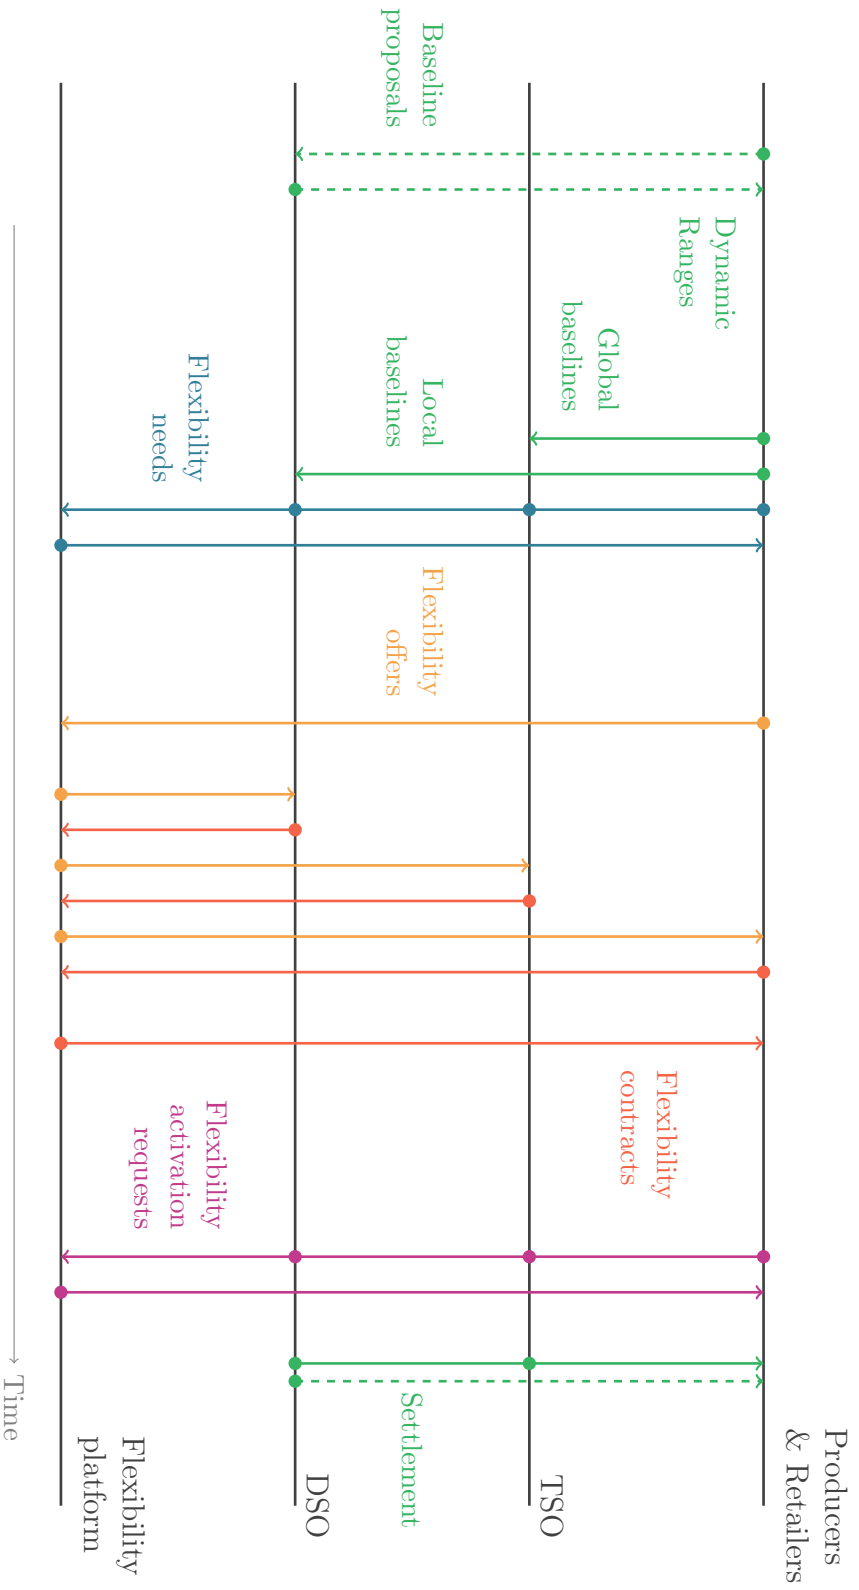 Baseline
proposals
Dynamic
Ranges
Global
baselines
Local
baselines
Flexibility
needs
Flexibility
offers
Flexibility
contracts
Flexibility
activation
requests
Settlement
Time
Producers
& Retailers
TSO
DSO
Flexibility
platform